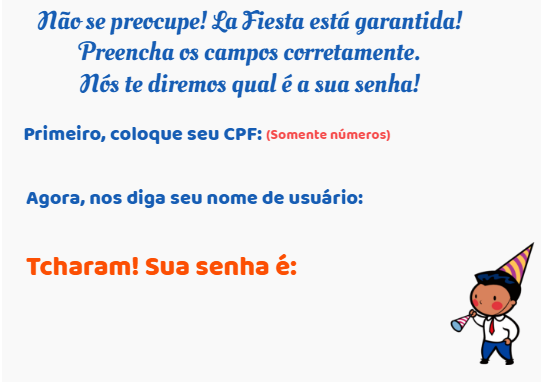 Não se preocupe! La Fiesta está garantida!
Preencha os campos corretamente.
Nós te diremos qual é a sua senha!
Primeiro, coloque seu CPF: (Somente números)
Agora, nos diga seu nome de usuário:
Tcharam! Sua senha é: